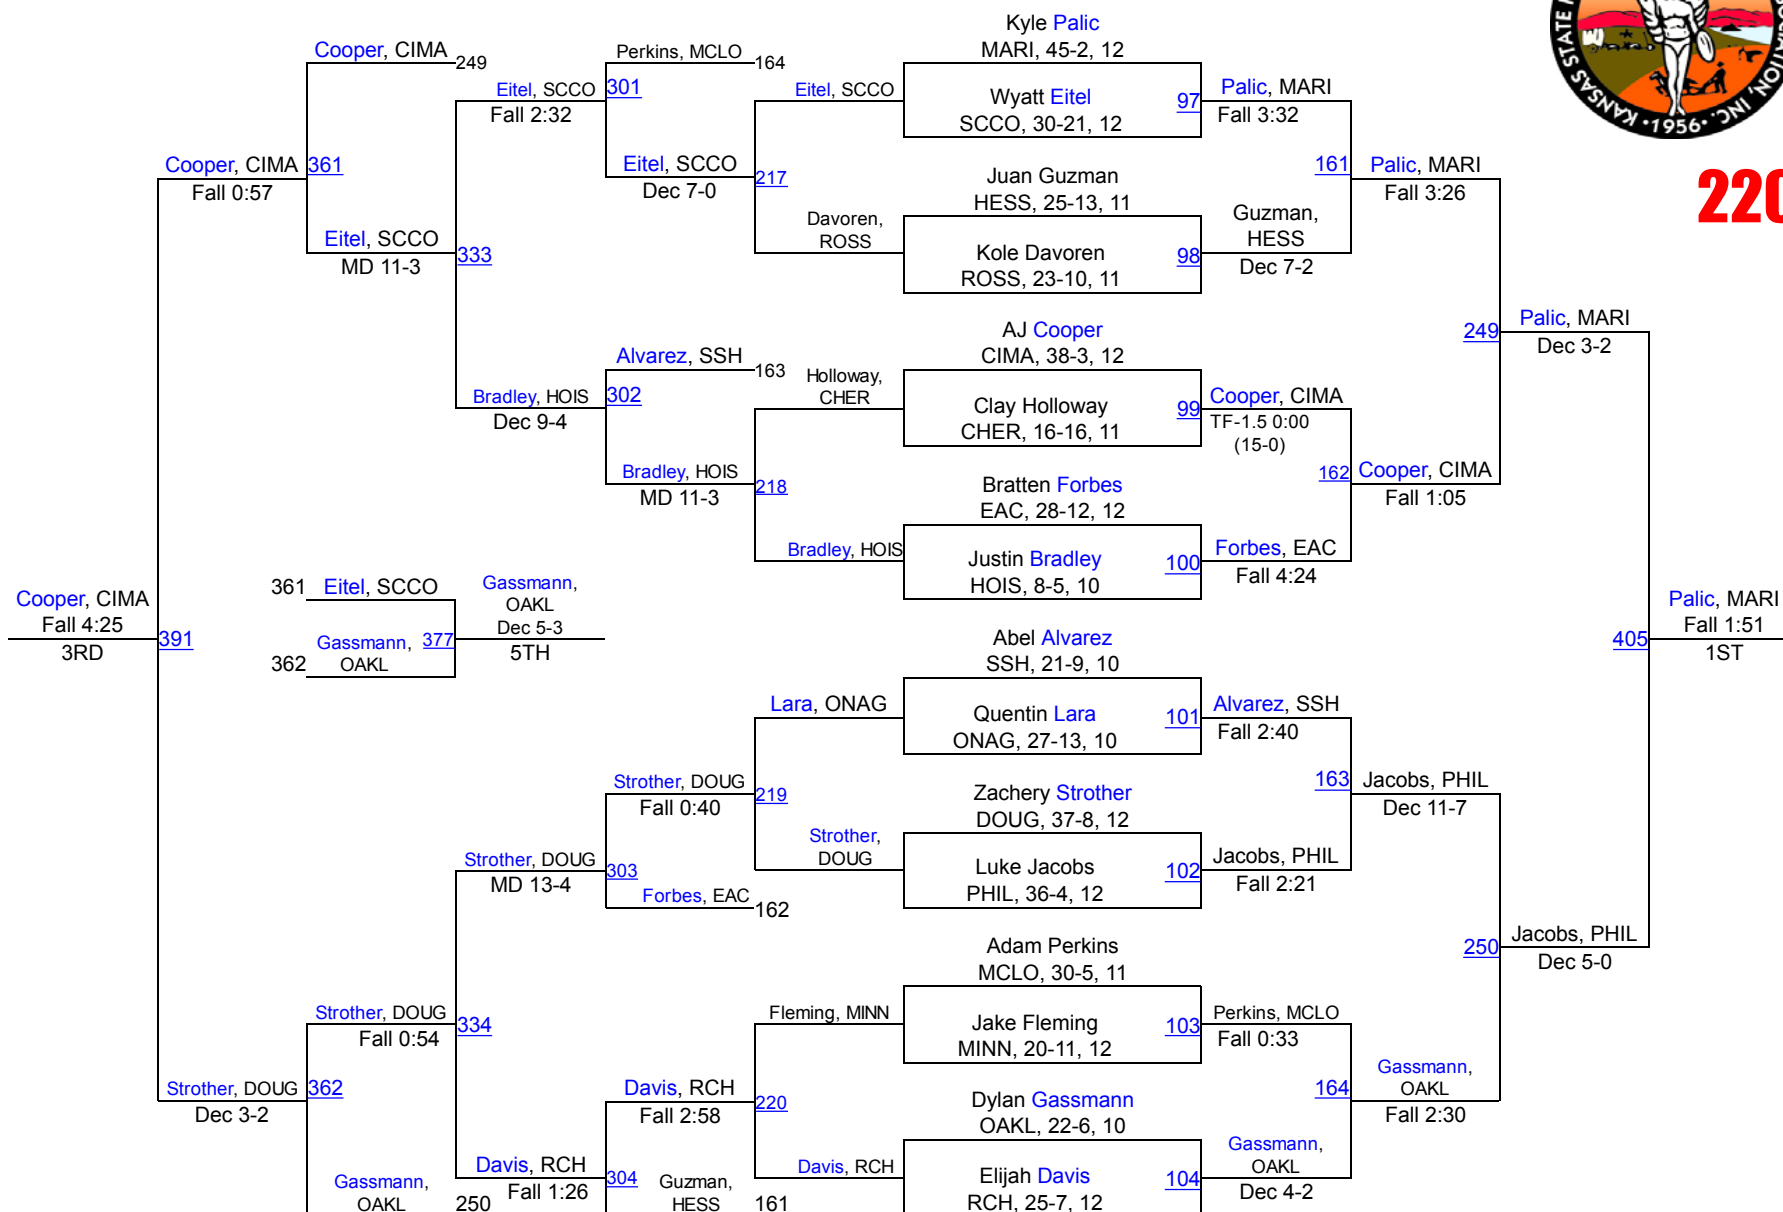 Kyle Palic
MARI, 45-2, 12
Cooper, CIMA
249
Perkins, MCLO
164
Eitel, SCCO
301
Fall 2:32
Eitel, SCCO
Wyatt Eitel
SCCO, 30-21, 12
97
Palic, MARI
Fall 3:32
KANSAS STATE
INC.
1956
220
Cooper, CIMA
361
Fall 0:57
Eitel, SCCO
217
Dec 7-0
Juan Guzman
HESS, 25-13, 11
161
Palic, MARI
Fall 3:26
Davoren,
ROSS
Guzman,
HESS
Dec 7-2
Eitel, SCCO
333
MD 11-3
Kole Davoren
ROSS, 23-10, 11
98
AJ Cooper
CIMA, 38-3, 12
249
Palic, MARI
Dec 3-2
Alvarez, SSH
163
Holloway,
CHER
Bradley, HOIS
302
Dec 9-4
Clay Holloway
CHER, 16-16, 11
99
Cooper, CIMA
TF-1.5 0:00
(15-0)
Bradley, HOIS
218
MD 11-3
Bratten Forbes
EAC, 28-12, 12
162
Cooper, CIMA
Fall 1:05
Bradley, HOIS
Justin Bradley
HOIS, 8-5, 10
100
Forbes, EAC
Fall 4:24
Cooper, CIMA
Fall 4:25
3RD
391
361
Eitel, SCCO
362
Gassmann,
OAKL
377
Gassmann,
OAKL
Dec 5-3
5TH
405
Palic, MARI
Fall 1:51
1ST
Abel Alvarez
SSH, 21-9, 10
Lara, ONAG
Quentin Lara
ONAG, 27-13, 10
101
Alvarez, SSH
Fall 2:40
Strother, DOUG
219
Fall 0:40
Zachery Strother
DOUG, 37-8, 12
163
Jacobs, PHIL
Dec 11-7
Strother,
DOUG
Strother, DOUG
303
MD 13-4
Luke Jacobs
PHIL, 36-4, 12
102
Jacobs, PHIL
Fall 2:21
Forbes, EAC
162
Adam Perkins
MCLO, 30-5, 11
250
Jacobs, PHIL
Dec 5-0
Strother, DOUG
334
Fall 0:54
Fleming, MINN
Jake Fleming
MINN, 20-11, 12
103
Perkins, MCLO
Fall 0:33
Strother, DOUG
362
Dec 3-2
Davis, RCH
220
Fall 2:58
Dylan Gassmann
OAKL, 22-6, 10
164
Gassmann,
OAKL
Fall 2:30
Davis, RCH
304
Fall 1:26
Davis, RCH
Elijah Davis
RCH, 25-7, 12
104
Gassmann,
OAKL
Dec 4-2
Gassmann,
OAKL
250
Guzman,
HESS
161